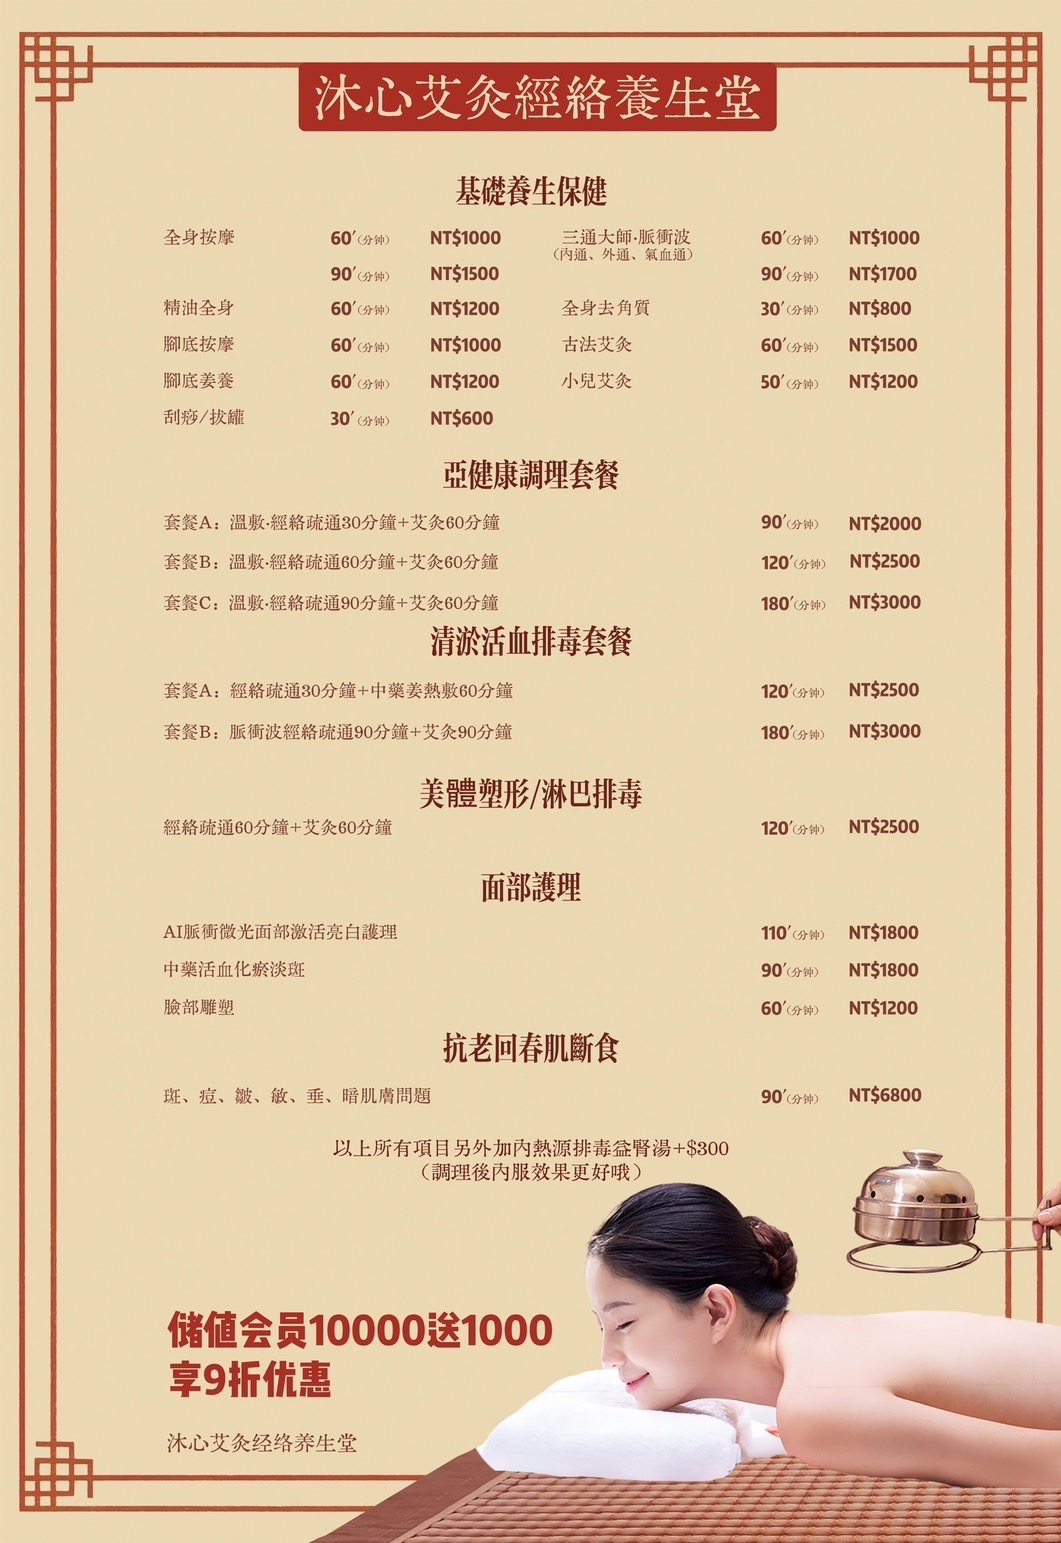 沐心艾灸經絡養生堂
基礎養生保健
全身按摩 60′(分钟) NT$1000 三通大師·脈衝波 60′(分钟) NT$1000
(內通、外通、氣血通)
90′(分钟) NT$1500 90′(分钟) NT$1700
精油全身 60′(分钟) NT$1200 全身去角質 30′(分钟) NT$800
腳底按摩 60′(分钟) NT$1000 古法艾灸 60′(分钟) NT$1500
腳底姜養 60′(分钟) NT$1200 小兒艾灸 50′(分钟) NT$1200
刮痧/拔罐 30′(分钟) NT$600
亞健康調理套餐
套餐A：溫敷·經絡疏通30分鐘+艾灸60分鐘 90′(分钟) NT$2000
套餐B：溫敷·經絡疏通60分鐘+艾灸60分鐘 120′(分钟) NT$2500
套餐C：溫敷·經絡疏通90分鐘+艾灸60分鐘 180′(分钟) NT$3000
清淤活血排毒套餐
套餐A：經絡疏通30分鐘+中藥姜熱敷60分鐘 120′(分钟) NT$2500
套餐B：脈衝波經絡疏通90分鐘+艾灸90分鐘 180′(分钟) NT$3000
美體塑形/淋巴排毒
經絡疏通60分鐘+艾灸60分鐘 120′(分钟) NT$2500
面部護理
AI脈衝微光面部激活亮白護理 110′(分钟) NT$1800
中藥活血化瘀淡斑 90′(分钟) NT$1800
臉部雕塑 60′(分钟) NT$1200
抗老回春肌斷食
斑、痘、皺、敏、垂、暗肌膚問題 90′(分钟) NT$6800
以上所有項目另外加內熱源排毒益腎湯+$300
（調理後內服效果更好哦）
储值会员10000送1000
享9折优惠
沐心艾灸经络养生堂